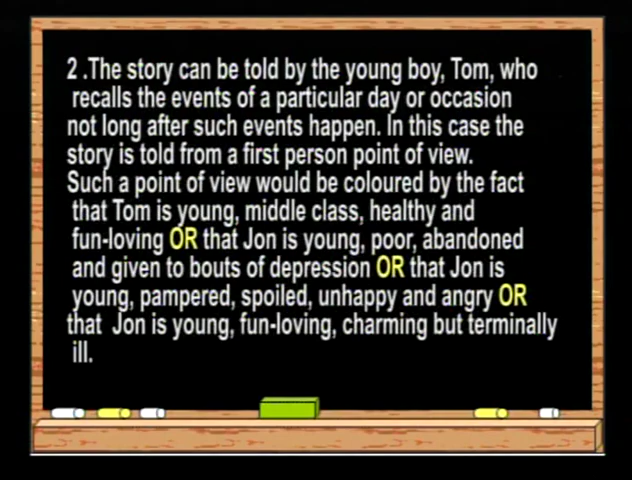 2 .The story can be told by the young boy, Tom, who
recalls the events of a particular day or occasion
not long after such events happen. In this case the
story is told from a first person point of view.
Such a point of view would be coloured by the fact
that Tom is young, middle class, healthy and
fun-loving OR that Jon is young, poor, abandoned
and given to bouts of depression OR that Jon is
young, pampered, spoiled, unhappy and angry OR
that Jon is young, fun-loving, charming but terminally
ill.